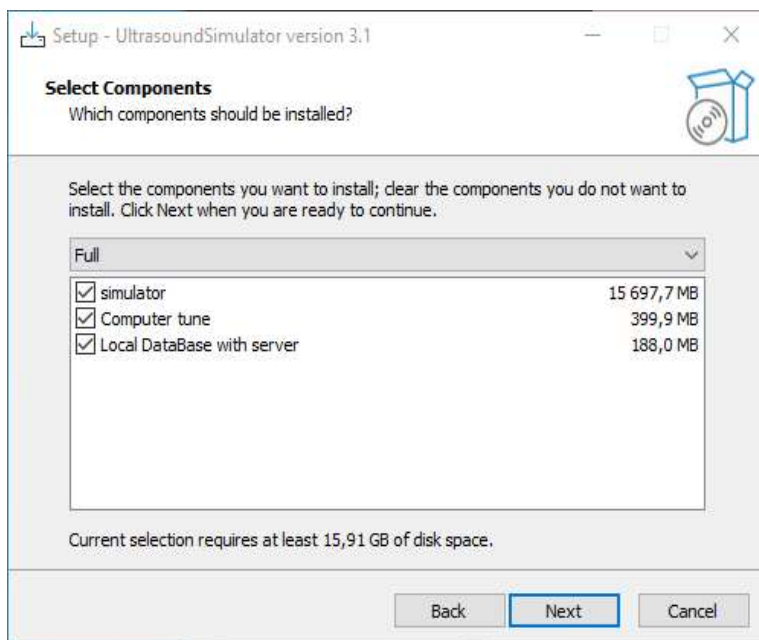 Setup - UltrasoundSimulator version 3.1
Select Components
Which components should be installed?
Select the components you want to install; clear the components you do not want to
install. Click Next when you are ready to continue.
Full
simulator 15 697,7 MB
Computer tune 399,9 MB
Local DataBase with server 188,0 MB
Current selection requires at least 15,91 GB of disk space.
Back Next Cancel